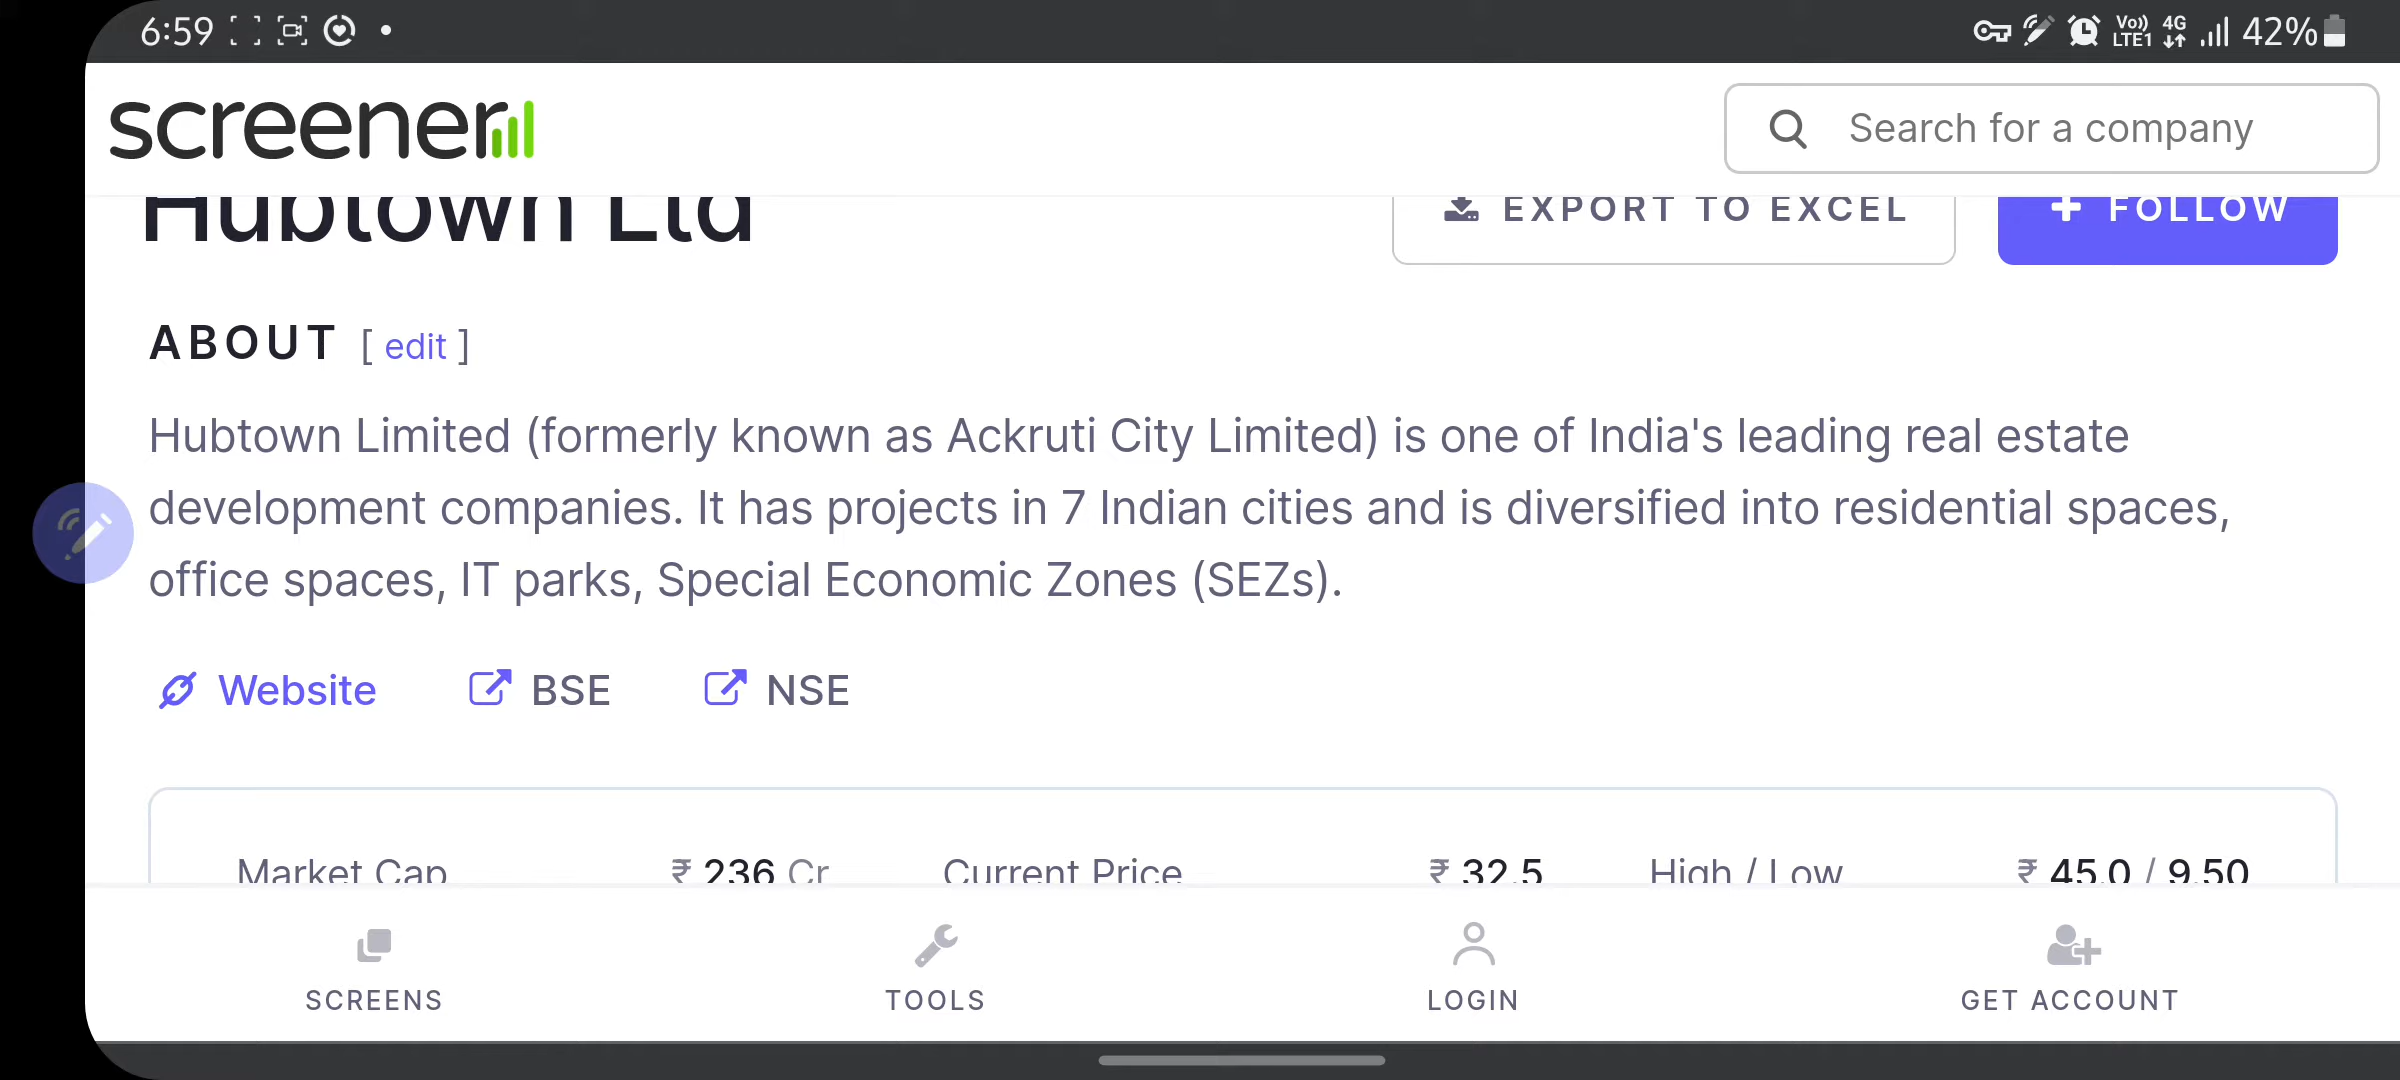 6:59
Vo)) LTE1 4G 42%
screener
Search for a company
Hubtown Ltd
EXPORT TO EXCEL
+ FOLLOW
ABOUT [ edit ]
Hubtown Limited (formerly known as Ackruti City Limited) is one of India's leading real estate
development companies. It has projects in 7 Indian cities and is diversified into residential spaces,
office spaces, IT parks, Special Economic Zones (SEZs).
Website BSE NSE
Market Cap ₹ 236 Cr Current Price ₹ 32.5 High / Low ₹ 45.0 / 9.50
SCREENS TOOLS LOGIN GET ACCOUNT